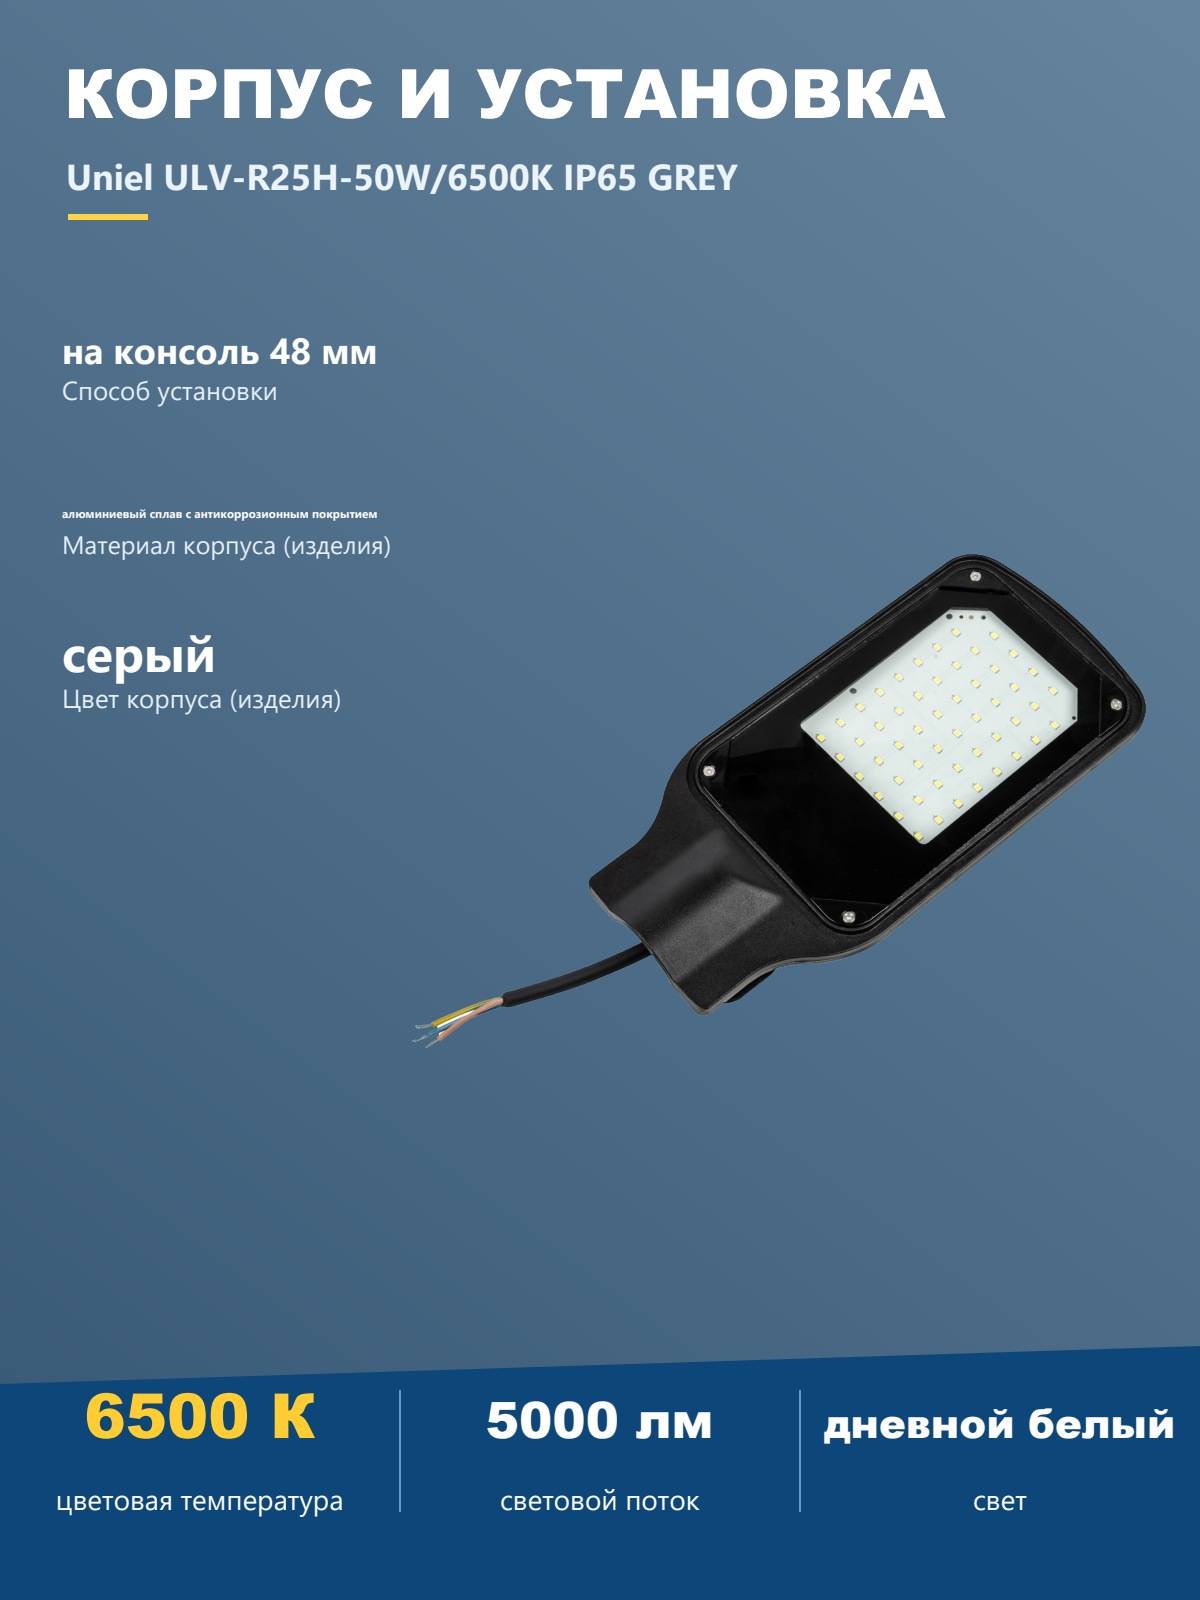 КОРПУС И УСТАНОВКА
Uniel ULV-R25H-50W/6500K IP65 GREY
на консоль 48 мм
Способ установки
алюминиевый сплав с антикоррозионным покрытием
Материал корпуса (изделия)
серый
Цвет корпуса (изделия)
6500 К
цветовая температура
5000 лм
световой поток
дневной белый
свет